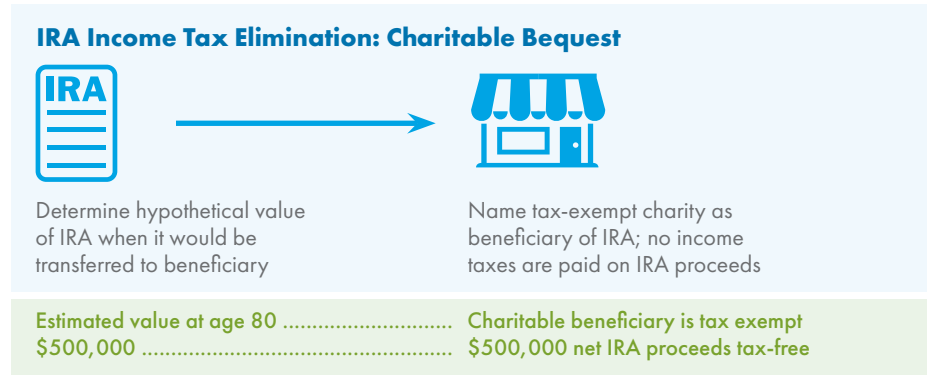 IRA Income Tax Elimination: Charitable Bequest
IRA
Determine hypothetical value
of IRA when it would be
transferred to beneficiary
Name tax-exempt charity as
beneficiary of IRA; no income
taxes are paid on IRA proceeds
Estimated value at age 80 ............................ Charitable beneficiary is tax exempt
$500,000 .................................................... $500,000 net IRA proceeds tax-free